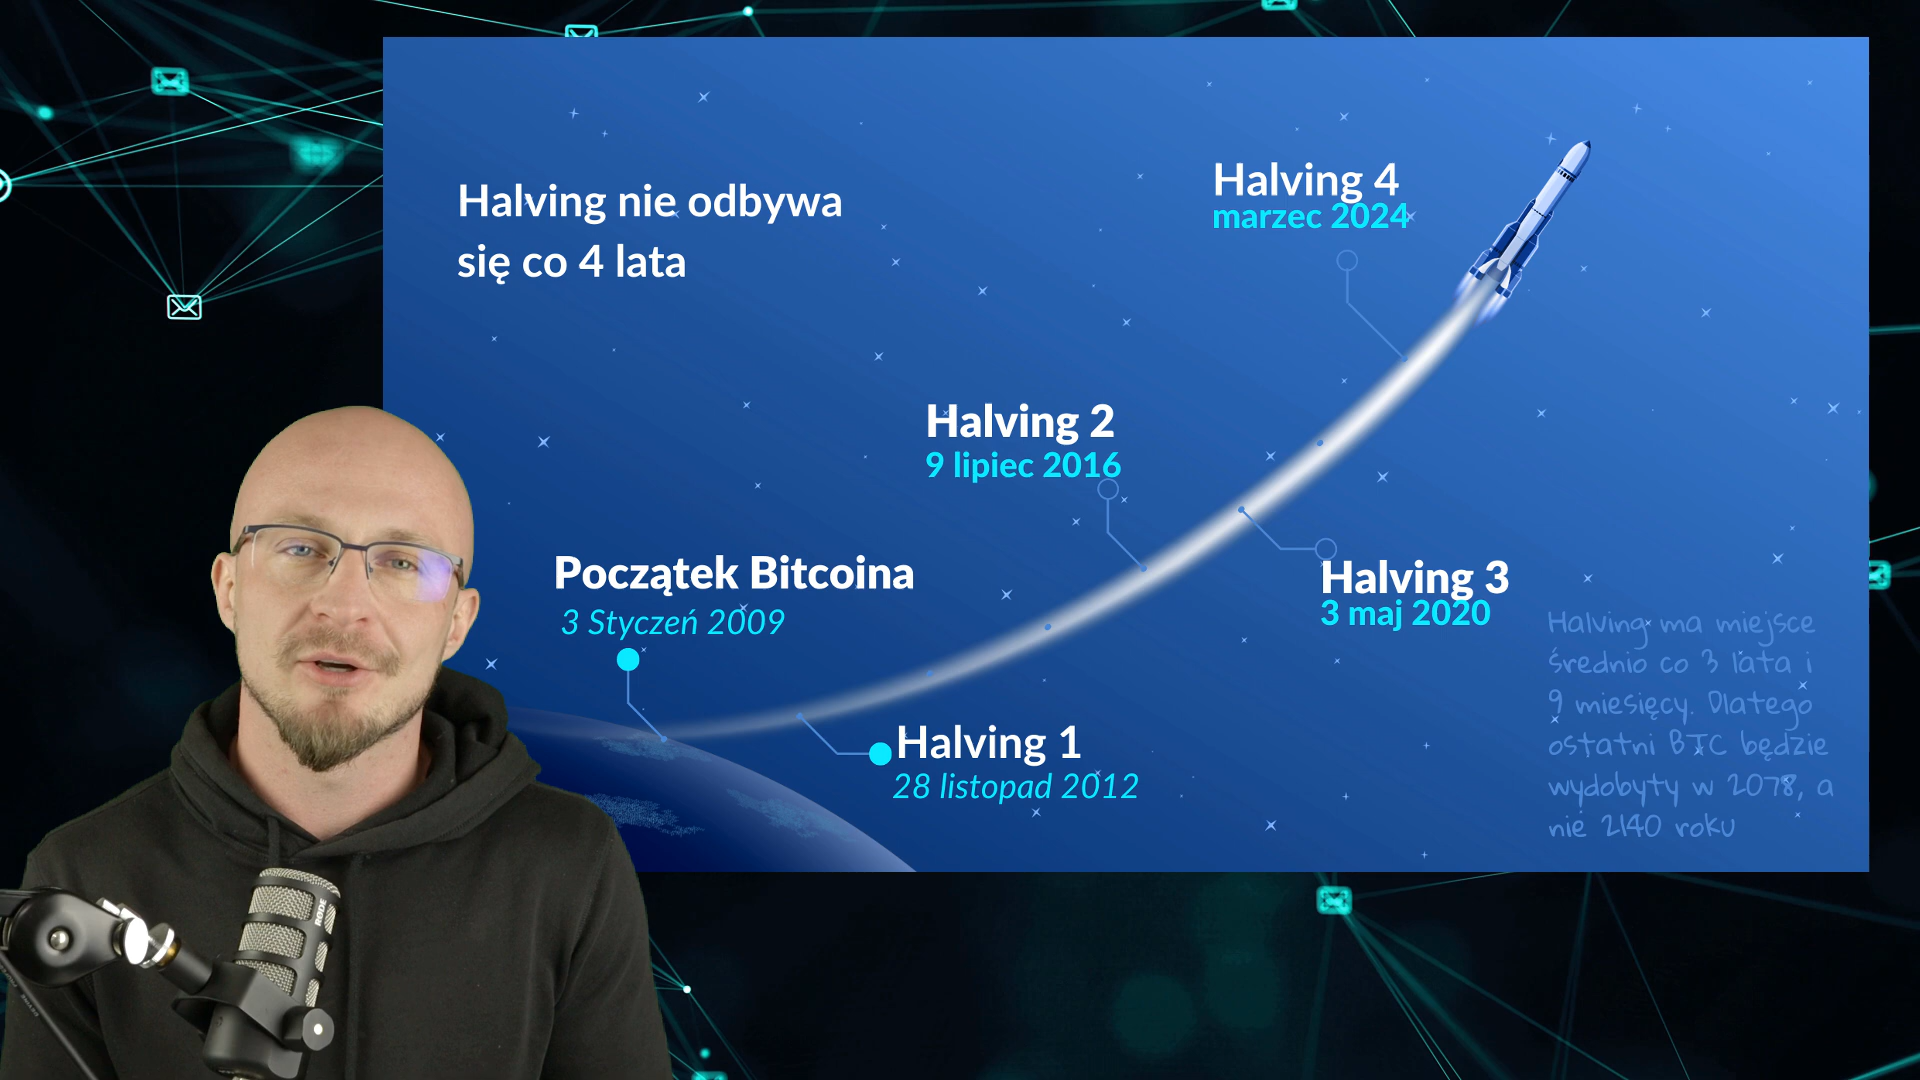 Halving nie odbywa
się co 4 lata
Halving 4
marzec 2024
Halving 2
9 lipiec 2016
Halving 3
3 maj 2020
Początek Bitcoina
3 Styczeń 2009
Halving 1
28 listopad 2012
Halving ma miejsce
średnio co 3 lata i
9 miesięcy. Dlatego
ostatni BTC będzie
wydobyty w 2078, a
nie 2140 roku
RØDE